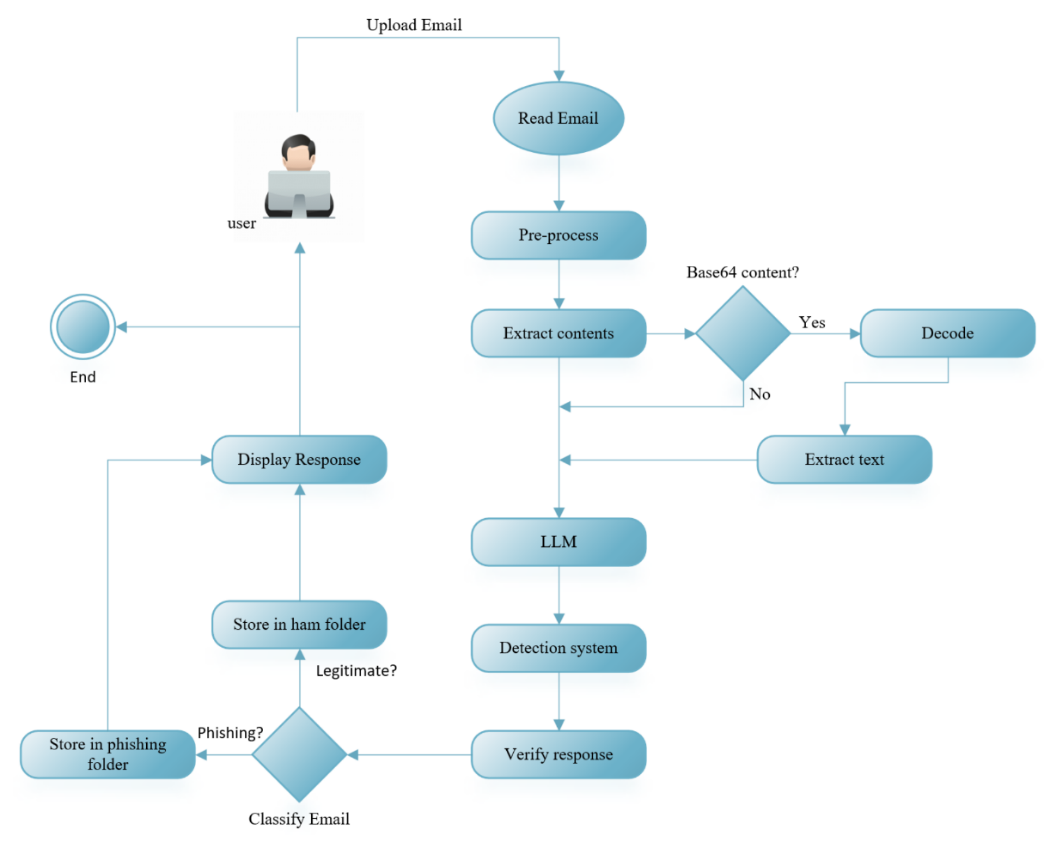 Upload Email
Read Email
user
Pre-process
Base64 content?
Extract contents
Yes
Decode
End
No
Display Response
Extract text
LLM
Store in ham folder
Detection system
Legitimate?
Phishing?
Store in phishing
folder
Verify response
Classify Email